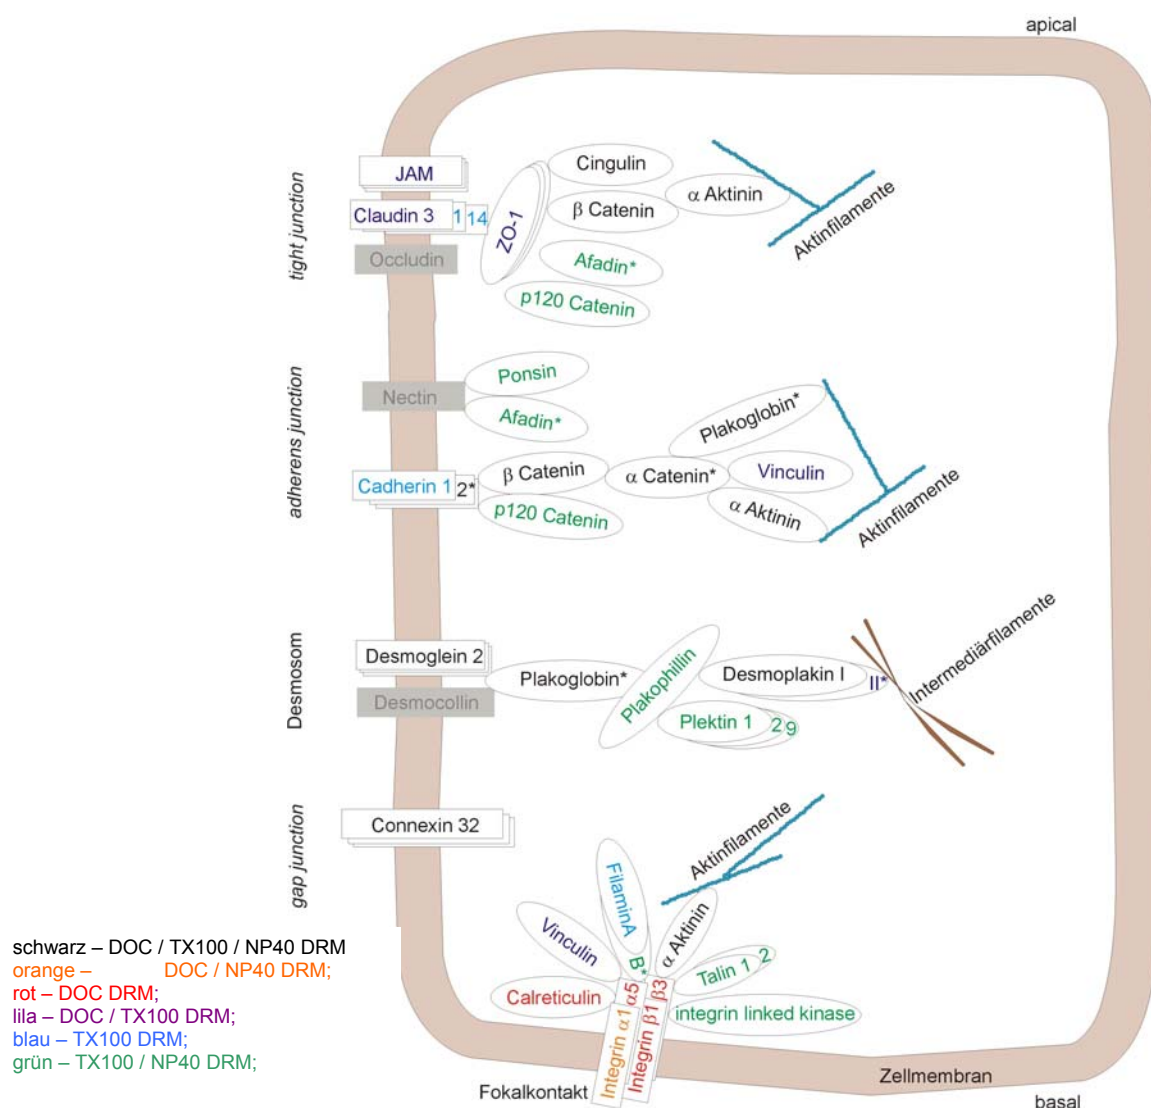 apical
tight junction
JAM
Claudin 3
1
14
Occludin
ZO-1
Cingulin
β Catenin
α Aktinin
Afadin*
p120 Catenin
Aktinfilamente
adherens junction
Nectin
Ponsin
Afadin*
Cadherin 1
2*
β Catenin
p120 Catenin
α Catenin*
Plakoglobin*
Vinculin
α Aktinin
Aktinfilamente
Desmosom
Desmoglein 2
Desmocollin
Plakoglobin*
Plakophillin
Desmoplakin I
II*
Plektin 1
2
9
Intermediärfilamente
gap junction
Connexin 32
Aktinfilamente
FilaminA
B*
Vinculin
α Aktinin
Calreticulin
Talin 1
2
integrin linked kinase
Integrin α1
α5
Integrin β1
β3
Fokalkontakt
Zellmembran
basal
schwarz – DOC / TX100 / NP40 DRM
orange – DOC / NP40 DRM;
rot – DOC DRM;
lila – DOC / TX100 DRM;
blau – TX100 DRM;
grün – TX100 / NP40 DRM;